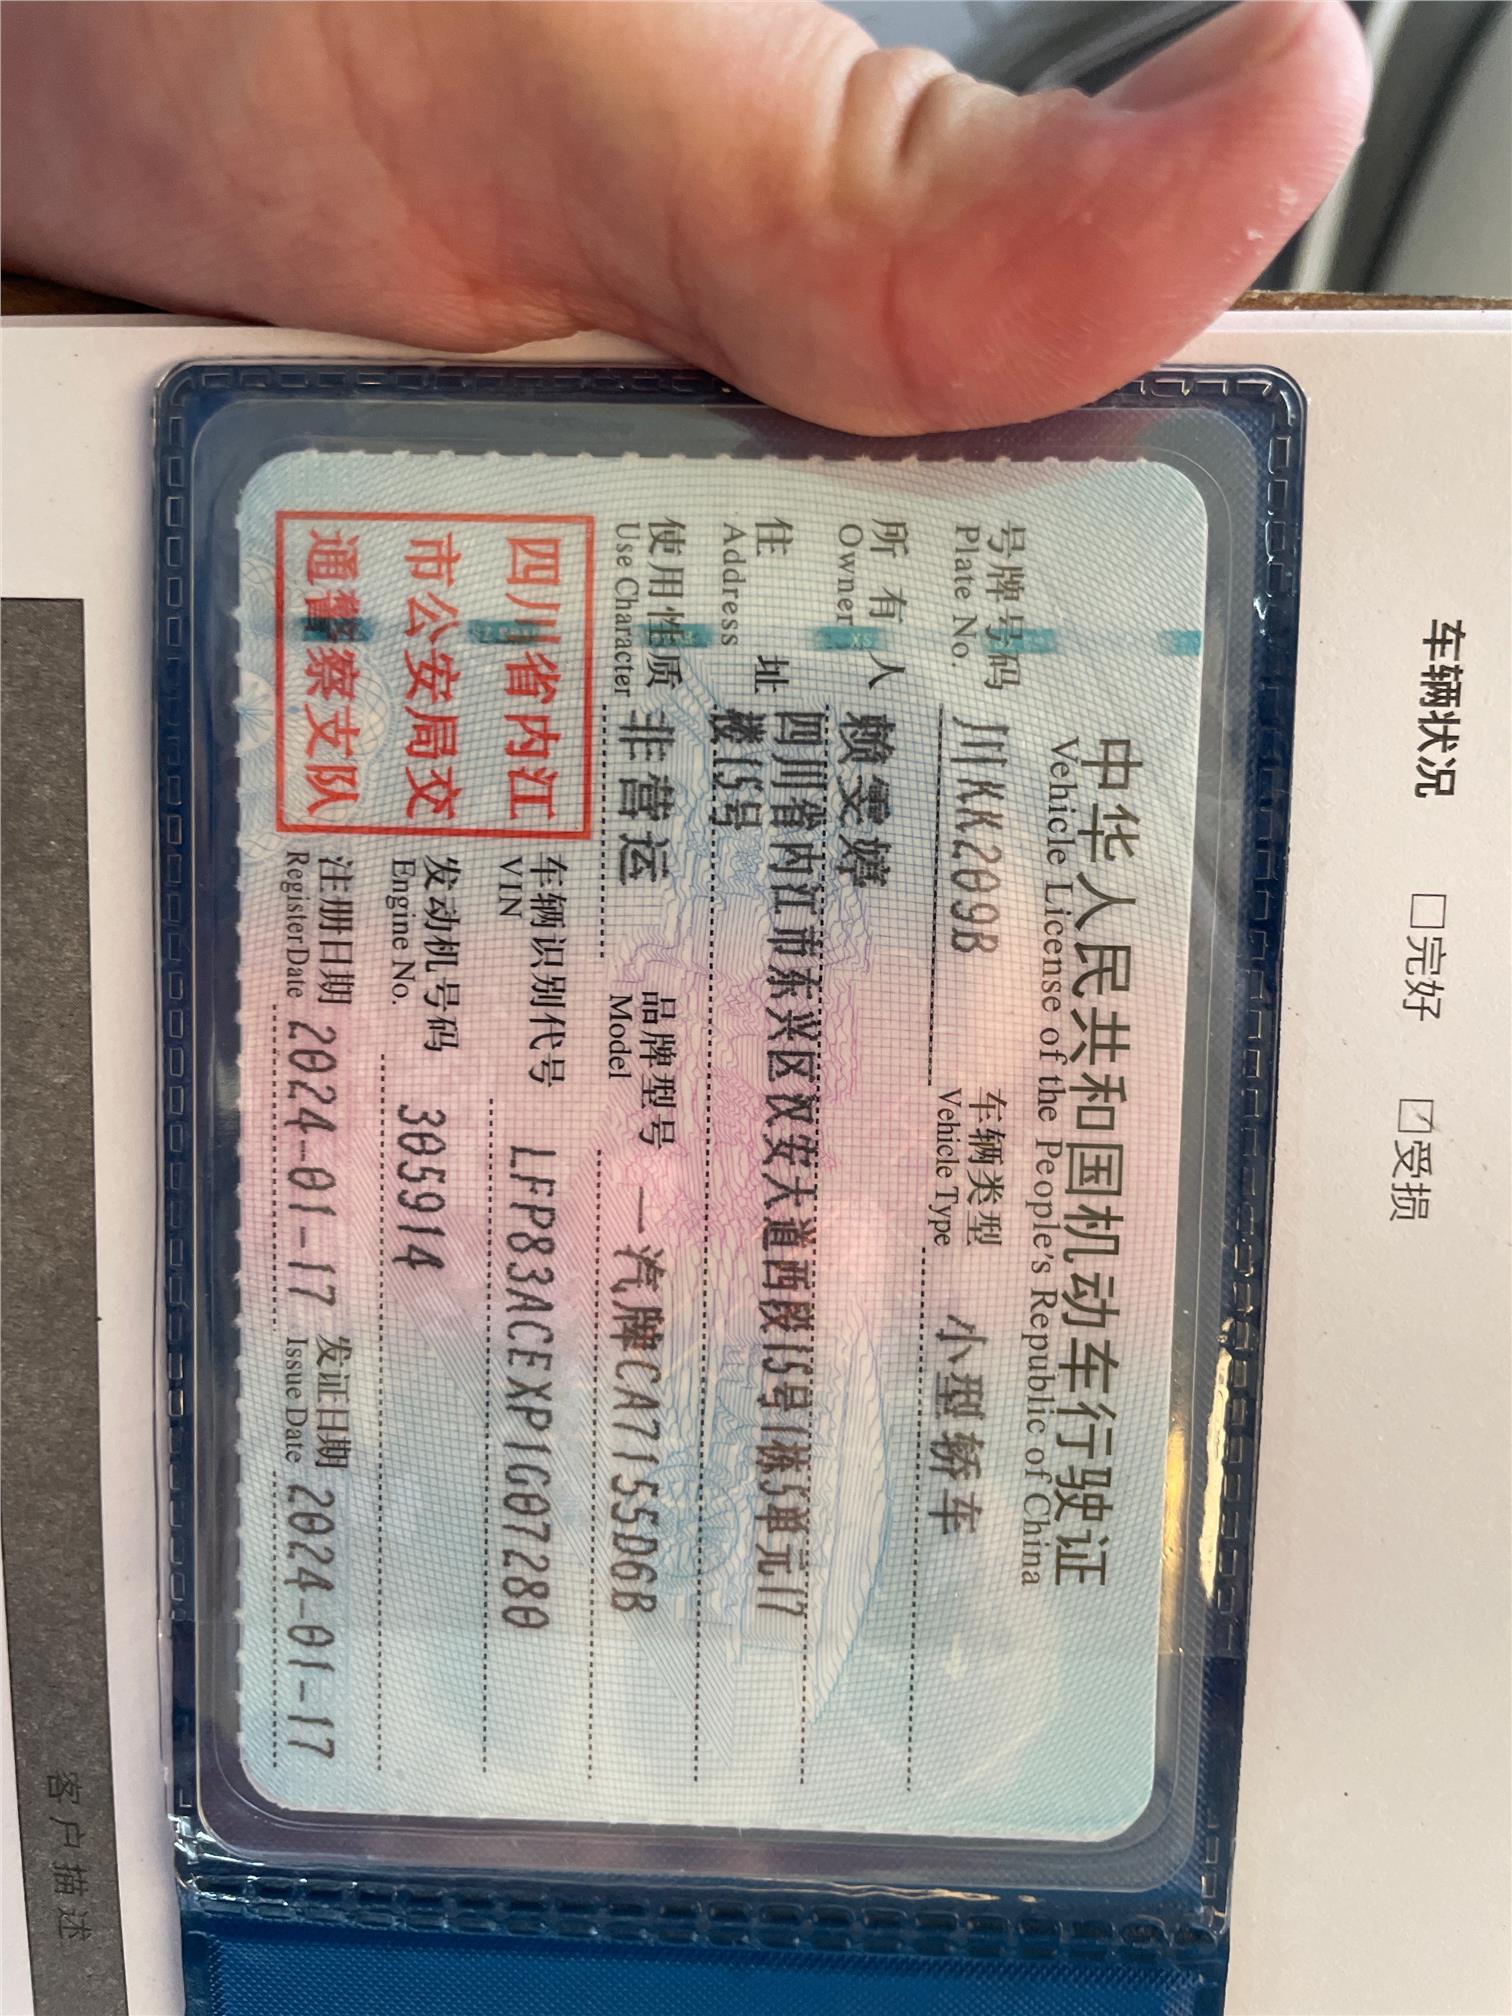 车辆状况 □完好 ☑受损
中华人民共和国机动车行驶证
Vehicle License of the People's Republic of China
号牌号码 川KK209B 车辆类型 小型轿车
Plate No. Vehicle Type
所有人 赖雯婷
Owner
住址 四川省内江市东兴区汉安大道西段15号1栋5单元17
Address 楼15号
使用性质 非营运 品牌型号 一汽牌CA7155D6B
Use Character Model
四川省内江
市公安局交
通警察支队
车辆识别代号 LFP83ACEXP1G07280
VIN
发动机号码 305914
Engine No.
注册日期 2024-01-17 发证日期 2024-01-17
Register Date Issue Date
客户描述